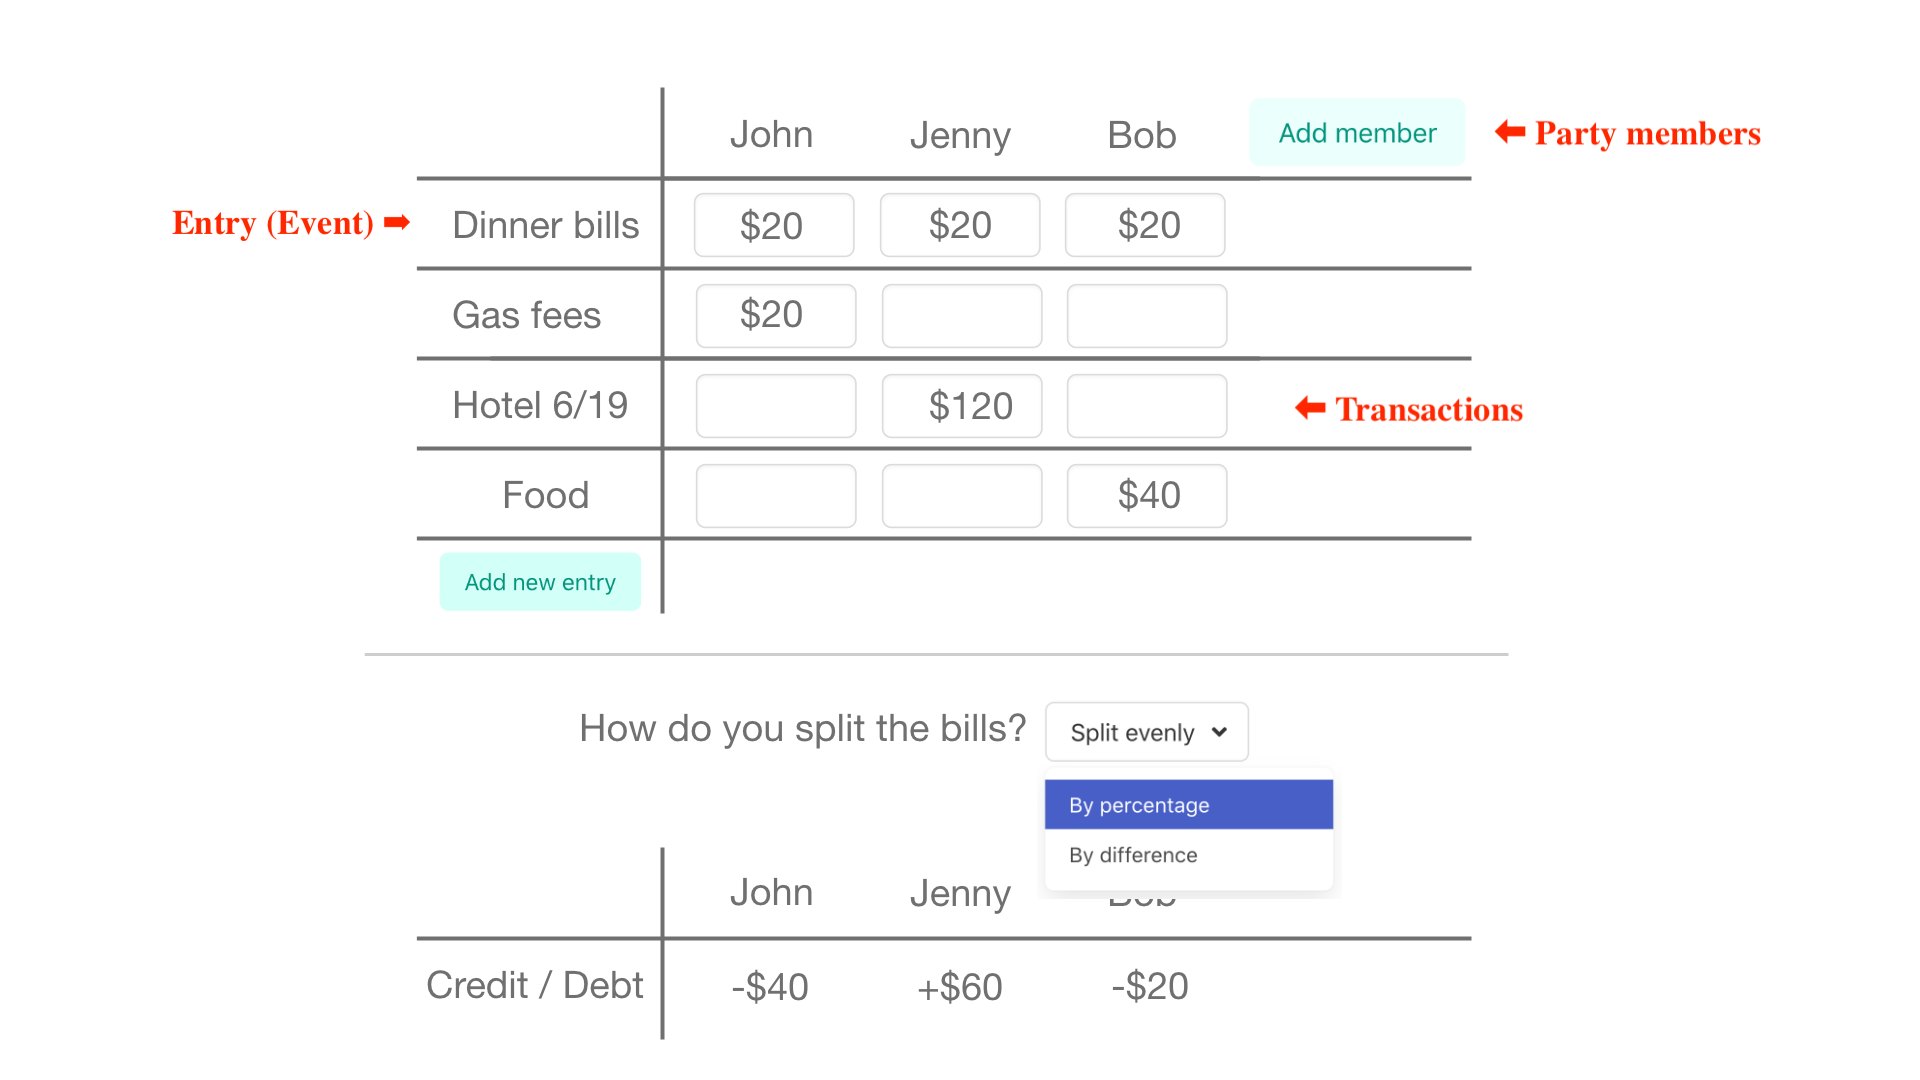 John Jenny Bob Add member ⬅ Party members
Entry (Event) ➡ Dinner bills $20 $20 $20
Gas fees $20
Hotel 6/19 $120 ⬅ Transactions
Food $40
Add new entry
How do you split the bills? Split evenly
By percentage
By difference
John Jenny
Credit / Debt -$40 +$60 -$20